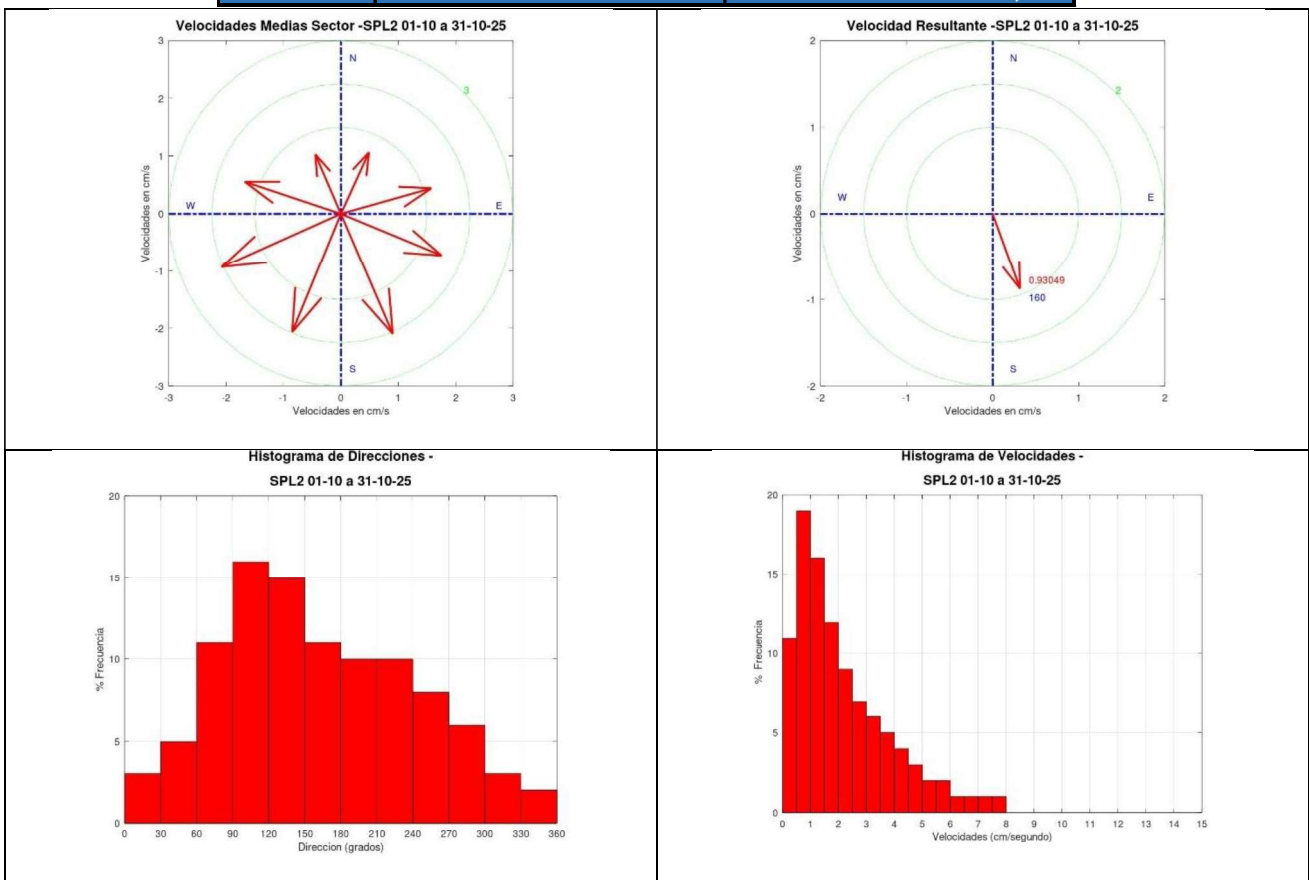 Velocidades Medias Sector -SPL2 01-10 a 31-10-25
3
2
1
0
-1
-2
-3
-3 -2 -1 0 1 2 3
N
3
W
E
S
Velocidades en cm/s
Velocidades en cm/s
Velocidad Resultante -SPL2 01-10 a 31-10-25
2
1
0
-1
-2
-2 -1 0 1 2
N
2
W
E
0.93049
160
S
Velocidades en cm/s
Velocidades en cm/s
Histograma de Direcciones -
SPL2 01-10 a 31-10-25
20
15
10
5
0
0 30 60 90 120 150 180 210 240 270 300 330 360
% Frecuencia
Direccion (grados)
Histograma de Velocidades -
SPL2 01-10 a 31-10-25
20
15
10
5
0
0 1 2 3 4 5 6 7 8 9 10 11 12 13 14 15
% Frecuencia
Velocidades (cm/segundo)